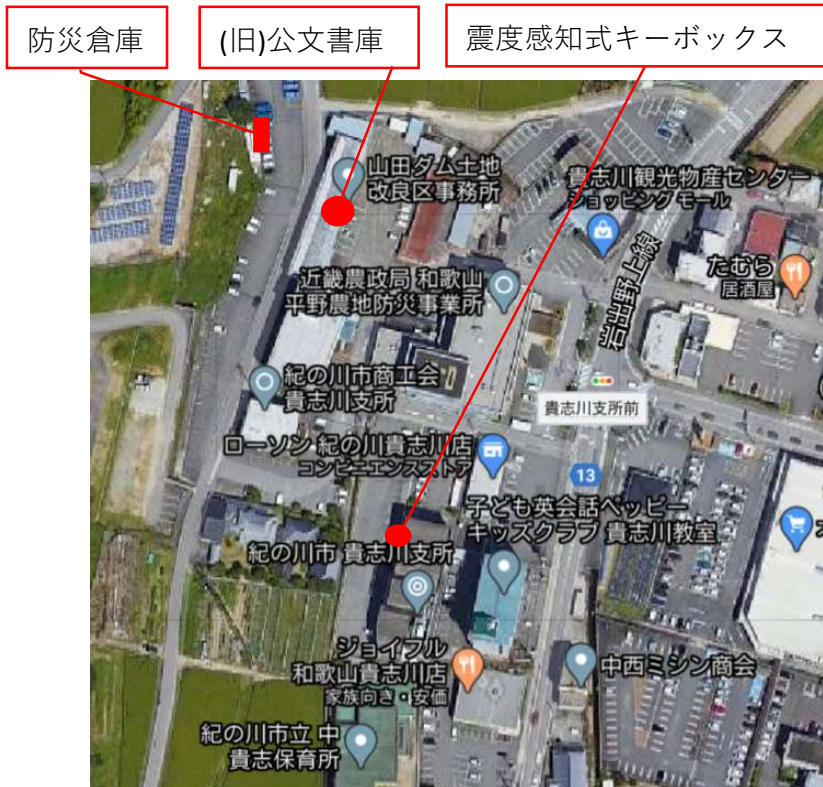 防災倉庫
(旧)公文書庫
震度感知式キーボックス
山田ダム土地
改良区事務所
貴志川観光物産センター
ショッピング モール
近畿農政局 和歌山
平野農地防災事業所
岩出野上線
たむら
居酒屋
紀の川市商工会
貴志川支所
貴志川支所前
ローソン 紀の川貴志川店
コンビニエンスストア
13
子ども英会話ペッピー
キッズクラブ 貴志川教室
紀の川市 貴志川支所
ジョイフル
和歌山貴志川店
家族向き・安価
中西ミシン商会
紀の川市立 中
貴志保育所